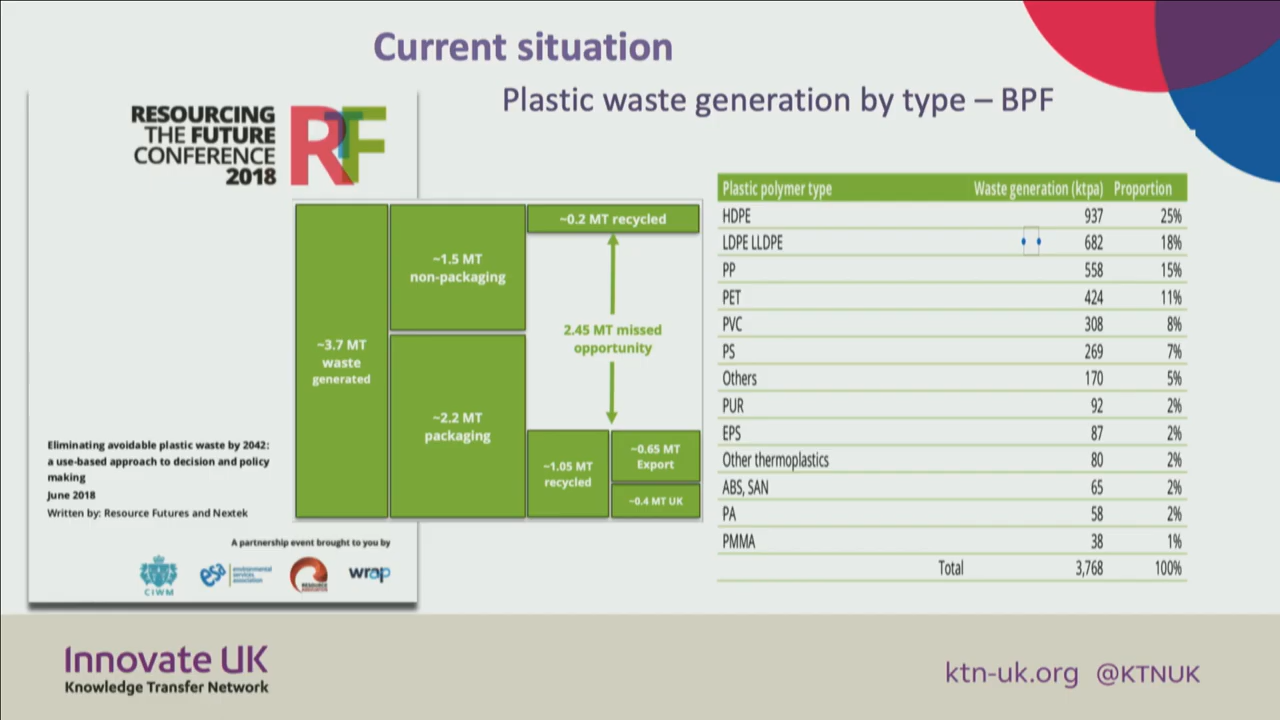 Current situation
Plastic waste generation by type – BPF
RESOURCING
THE FUTURE
CONFERENCE
2018
RTF
~3.7 MT
waste
generated
~1.5 MT
non-packaging
~2.2 MT
packaging
~0.2 MT recycled
2.45 MT missed
opportunity
~1.05 MT
recycled
~0.65 MT
Export
~0.4 MT UK
Eliminating avoidable plastic waste by 2042:
a use-based approach to decision and policy
making
June 2018
Written by: Resource Futures and Nextek
A partnership event brought to you by
CIWM
esa environmental
services
association
RESOURCE
ASSOCIATION
wrap
Plastic polymer type Waste generation (ktpa) Proportion
HDPE 937 25%
LDPE LLDPE 682 18%
PP 558 15%
PET 424 11%
PVC 308 8%
PS 269 7%
Others 170 5%
PUR 92 2%
EPS 87 2%
Other thermoplastics 80 2%
ABS, SAN 65 2%
PA 58 2%
PMMA 38 1%
Total 3,768 100%
Innovate UK
Knowledge Transfer Network
ktn-uk.org @KTNUK